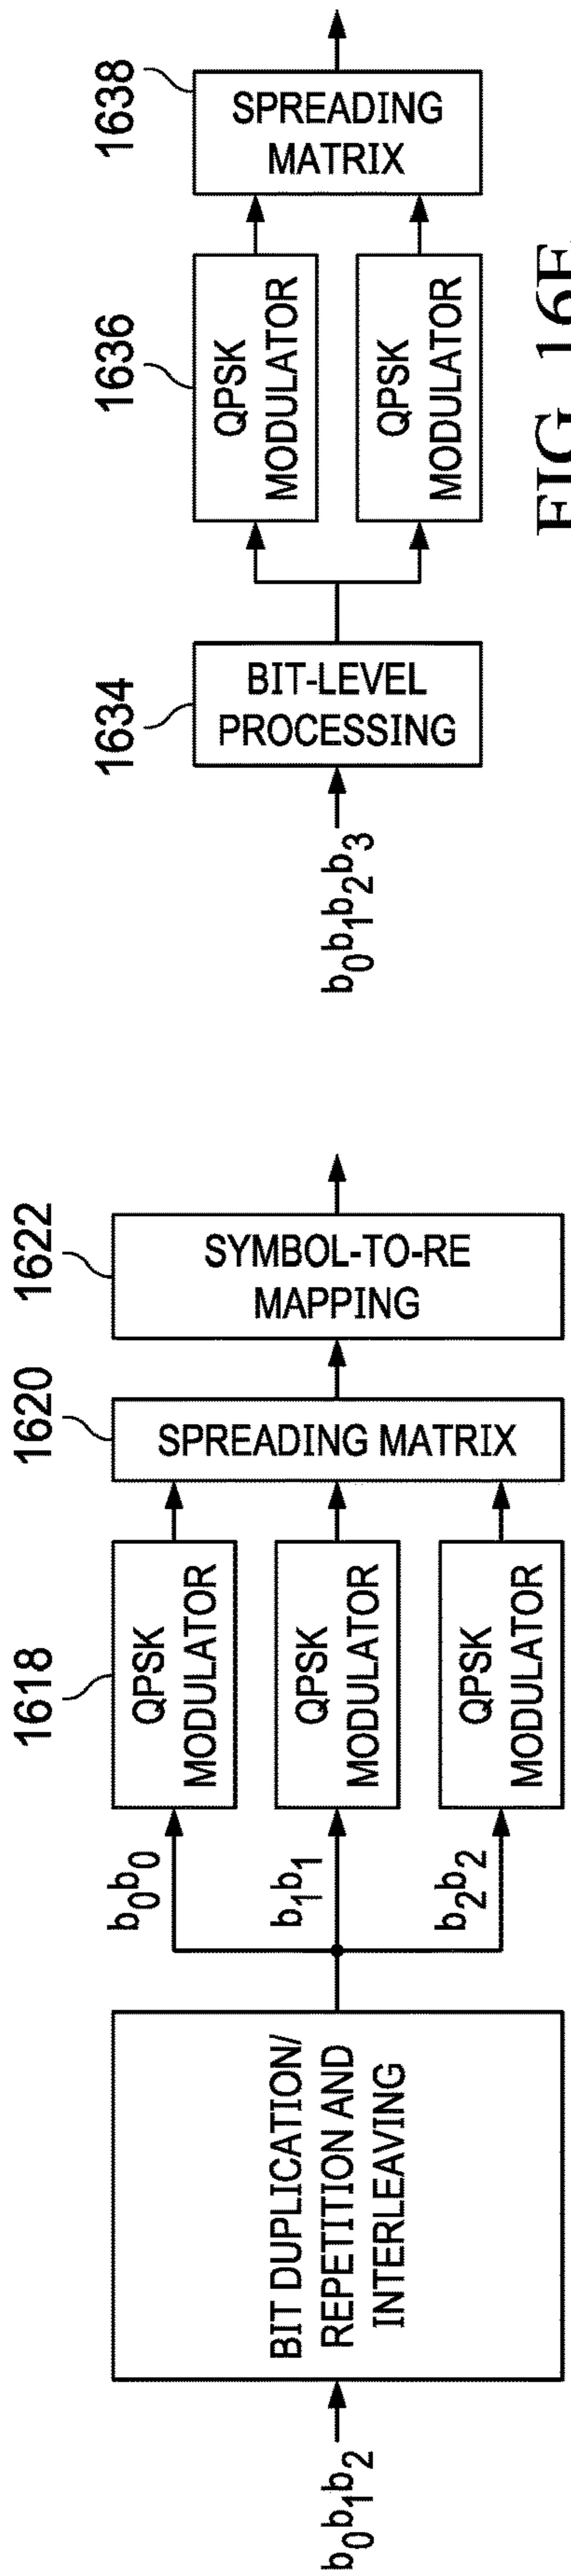 b0b1b2
BIT DUPLICATION/
REPETITION AND
INTERLEAVING
b0b0
b1b1
b2b2
1618
QPSK
MODULATOR
QPSK
MODULATOR
QPSK
MODULATOR
1620
SPREADING MATRIX
1622
SYMBOL-TO-RE
MAPPING
b0b1b2b3
1634
BIT-LEVEL
PROCESSING
1636
QPSK
MODULATOR
QPSK
MODULATOR
1638
SPREADING
MATRIX
FIG